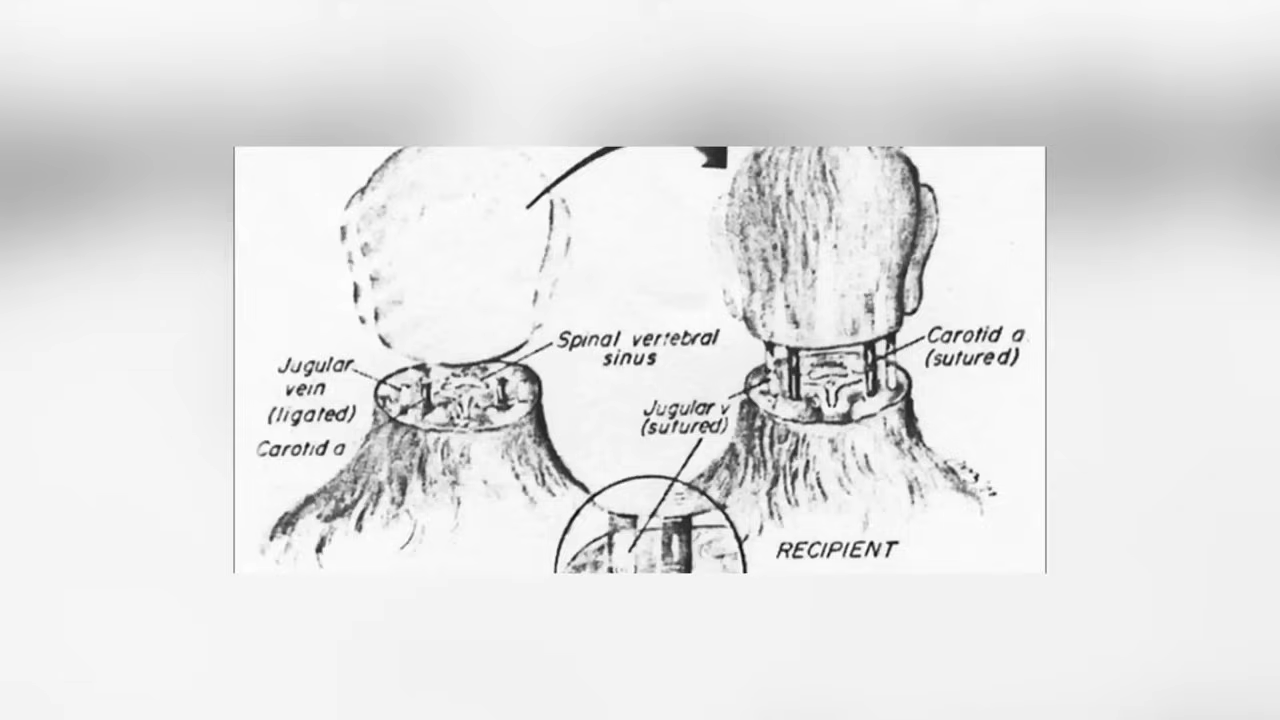 Spinal vertebral
sinus
Jugular
vein
(ligated)
Carotid a
Carotid a.
(sutured)
Jugular v
(sutured)
RECIPIENT